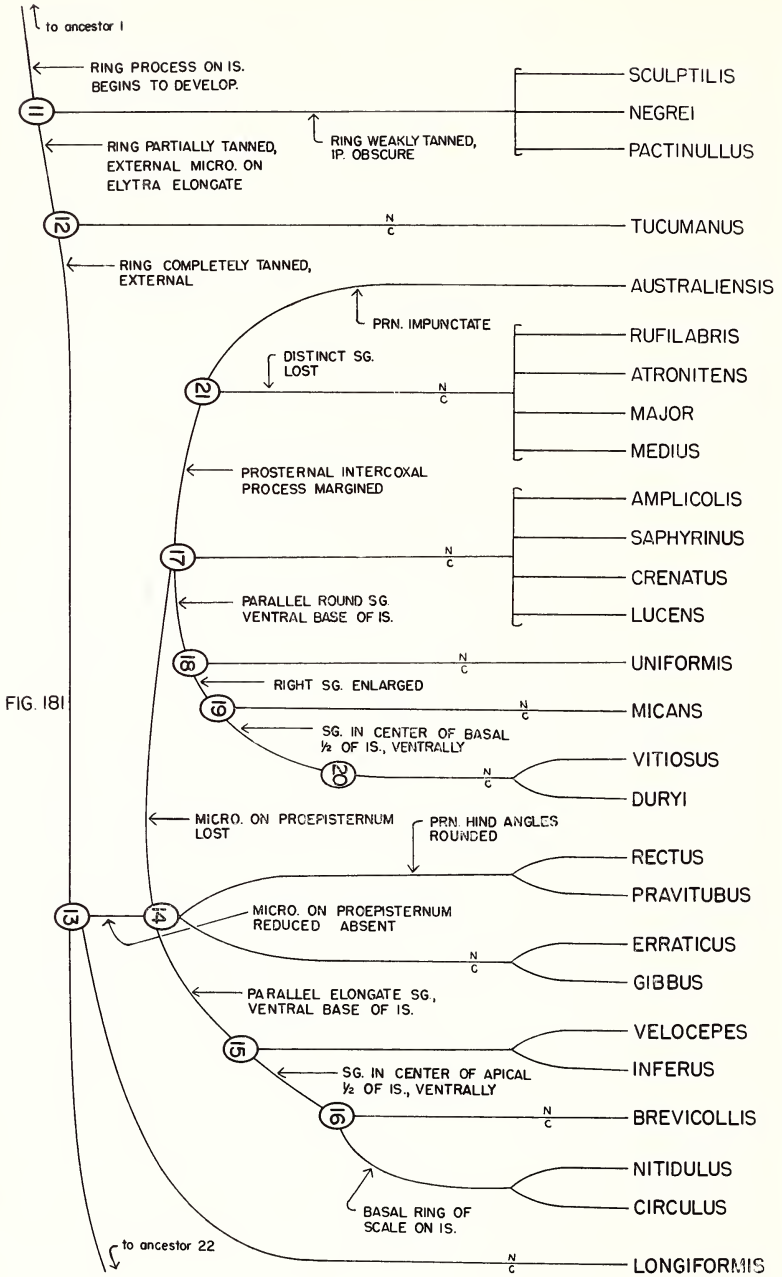 to ancestor 1
RING PROCESS ON IS.
BEGINS TO DEVELOP.
SCULPTILIS
11
NEGREI
RING WEAKLY TANNED,
IP. OBSCURE
PACTINULLUS
RING PARTIALLY TANNED,
EXTERNAL MICRO. ON
ELYTRA ELONGATE
12
N
C
TUCUMANUS
RING COMPLETELY TANNED,
EXTERNAL
AUSTRALIENSIS
PRN. IMPUNCTATE
RUFILABRIS
DISTINCT SG.
LOST
ATRONITENS
21
N
C
MAJOR
MEDIUS
PROSTERNAL INTERCOXAL
PROCESS MARGINED
AMPLICOLIS
SAPHYRINUS
17
N
C
CRENATUS
PARALLEL ROUND SG.
VENTRAL BASE OF IS.
LUCENS
18
N
C
UNIFORMIS
RIGHT SG. ENLARGED
FIG. 181
19
N
C
MICANS
SG. IN CENTER OF BASAL
½ OF IS., VENTRALLY
VITIOSUS
20
N
C
DURYI
MICRO. ON PROEPISTERNUM
LOST
PRN. HIND ANGLES
ROUNDED
RECTUS
PRAVITUBUS
13
14
MICRO. ON PROEPISTERNUM
REDUCED ABSENT
ERRATICUS
N
C
GIBBUS
PARALLEL ELONGATE SG.,
VENTRAL BASE OF IS.
VELOCEPES
15
INFERUS
SG. IN CENTER OF APICAL
½ OF IS., VENTRALLY
16
N
C
BREVICOLLIS
NITIDULUS
CIRCULUS
BASAL RING OF
SCALE ON IS.
to ancestor 22
N
C
LONGIFORMIS